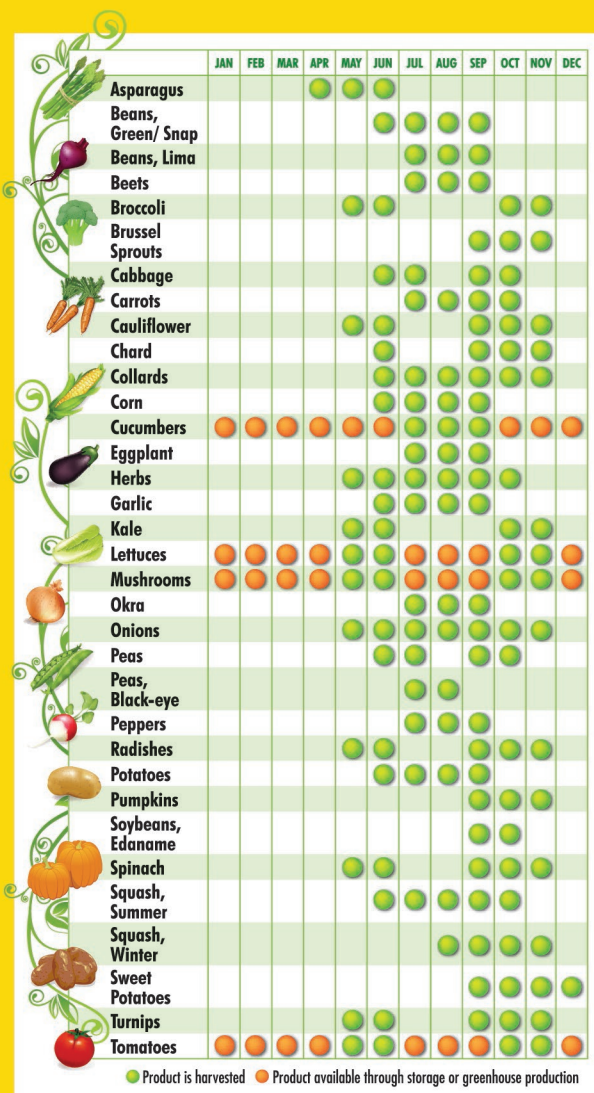 JAN FEB MAR APR MAY JUN JUL AUG SEP OCT NOV DEC
Asparagus
Beans,
Green/ Snap
Beans, Lima
Beets
Broccoli
Brussel
Sprouts
Cabbage
Carrots
Cauliflower
Chard
Collards
Corn
Cucumbers
Eggplant
Herbs
Garlic
Kale
Lettuces
Mushrooms
Okra
Onions
Peas
Peas,
Black-eye
Peppers
Radishes
Potatoes
Pumpkins
Soybeans,
Edaname
Spinach
Squash,
Summer
Squash,
Winter
Sweet
Potatoes
Turnips
Tomatoes
Product is harvested Product available through storage or greenhouse production